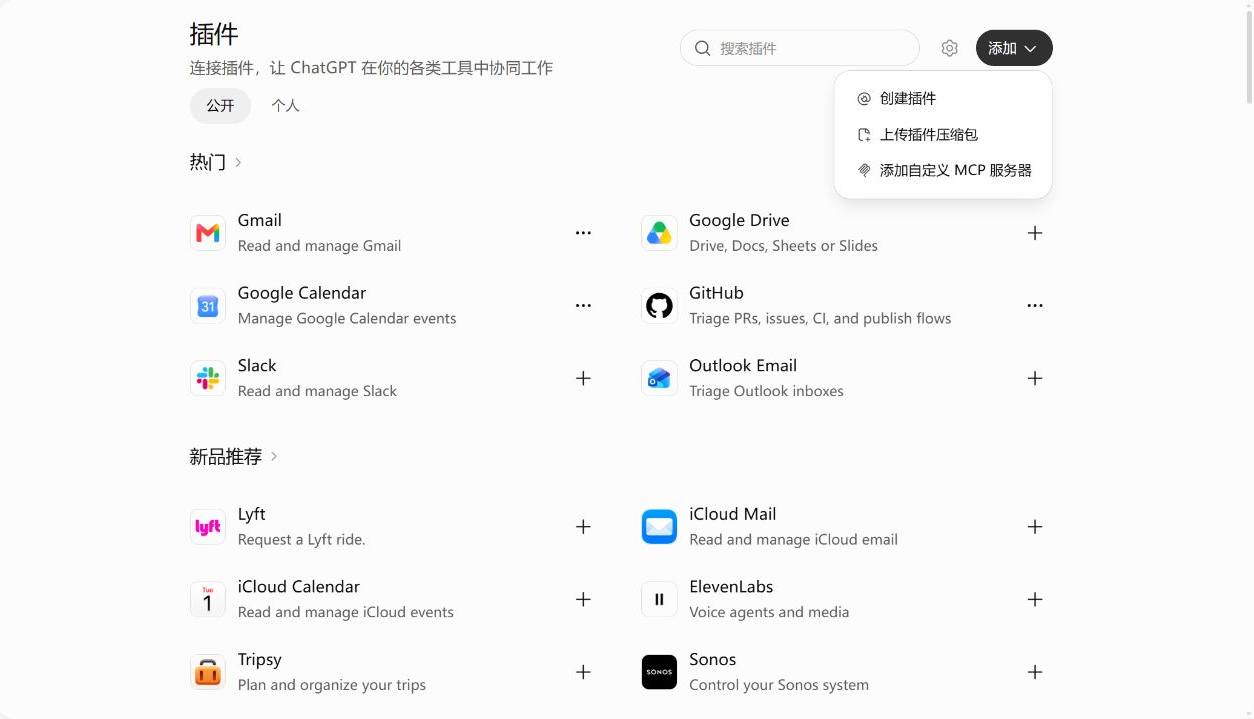 插件
搜索插件
添加
连接插件，让 ChatGPT 在你的各类工具中协同工作
公开
个人
创建插件
上传插件压缩包
添加自定义 MCP 服务器
热门
Gmail
Read and manage Gmail
Google Drive
Drive, Docs, Sheets or Slides
31
Google Calendar
Manage Google Calendar events
GitHub
Triage PRs, issues, CI, and publish flows
Slack
Read and manage Slack
Outlook Email
Triage Outlook inboxes
新品推荐
lyft
Lyft
Request a Lyft ride.
iCloud Mail
Read and manage iCloud email
Tue
1
iCloud Calendar
Read and manage iCloud events
ElevenLabs
Voice agents and media
Tripsy
Plan and organize your trips
SONOS
Sonos
Control your Sonos system